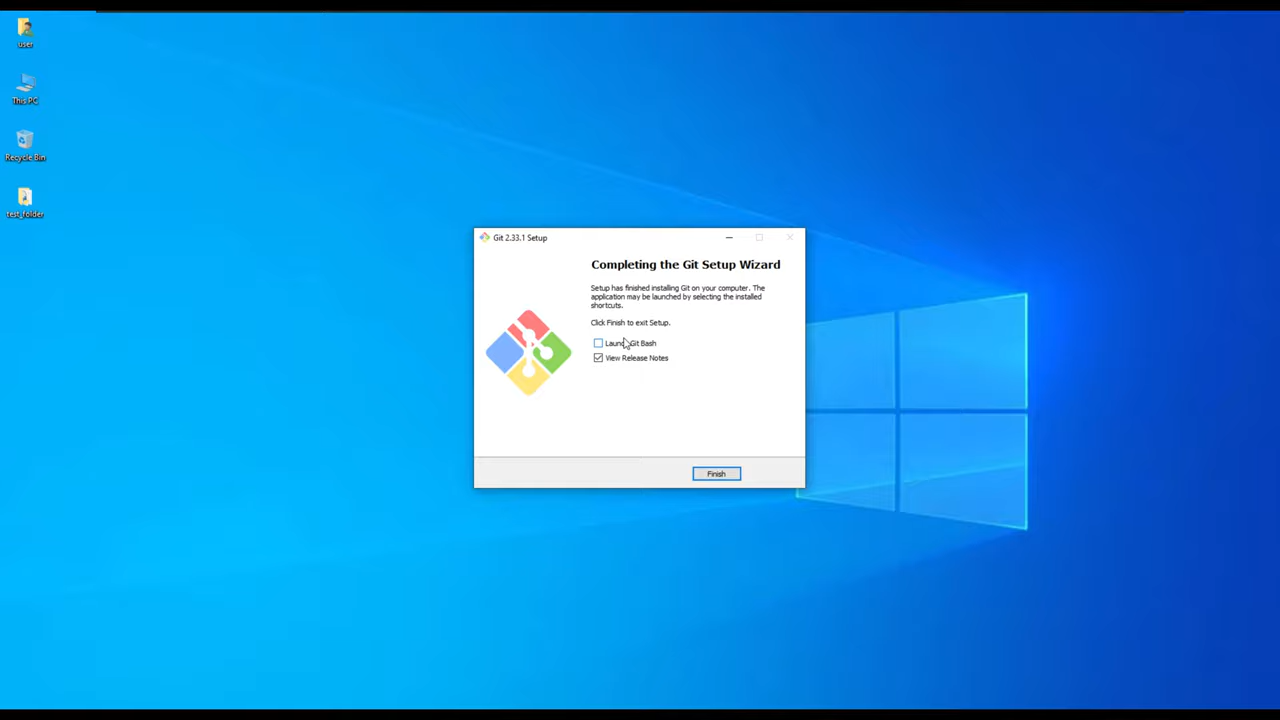 user
This PC
Recycle Bin
test_folder
Git 2.33.1 Setup
Completing the Git Setup Wizard
Setup has finished installing Git on your computer. The
application may be launched by selecting the installed
shortcuts.
Click Finish to exit Setup.
Launch Git Bash
View Release Notes
Finish